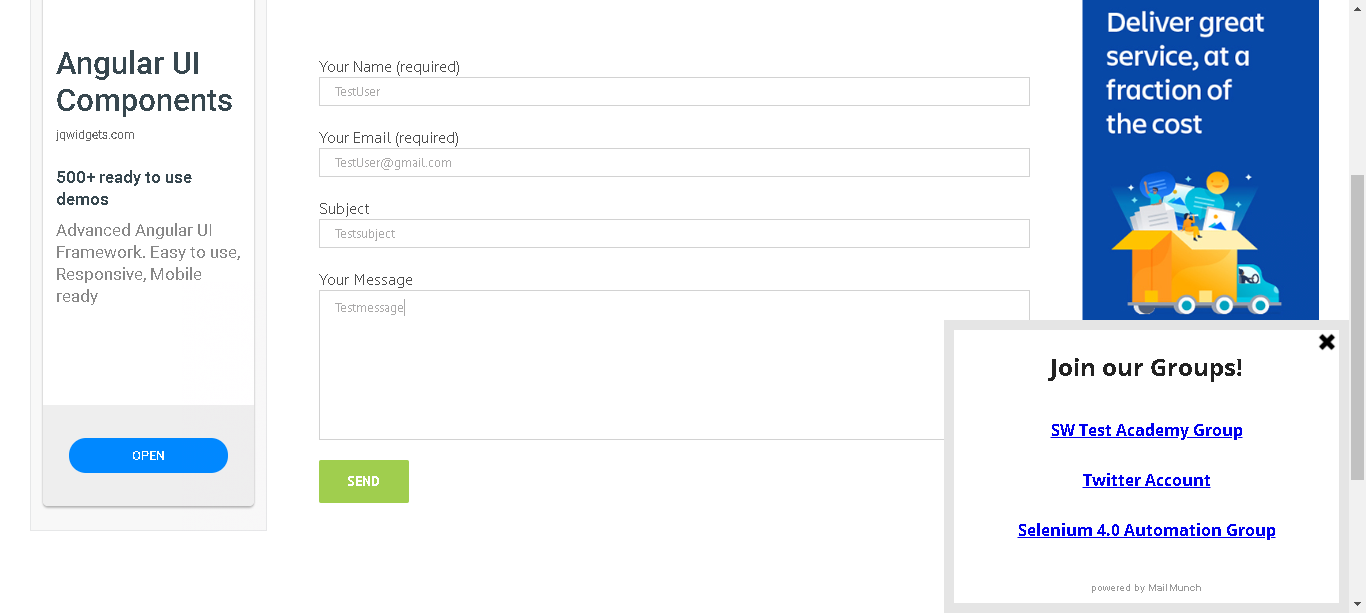 Angular UI
Components
jqwidgets.com
500+ ready to use
demos
Advanced Angular UI
Framework. Easy to use,
Responsive, Mobile
ready
OPEN
Your Name (required)
TestUser
Your Email (required)
TestUser@gmail.com
Subject
Testsubject
Your Message
Testmessage
SEND
Deliver great
service, at a
fraction of
the cost
Join our Groups!
SW Test Academy Group
Twitter Account
Selenium 4.0 Automation Group
powered by MailMunch